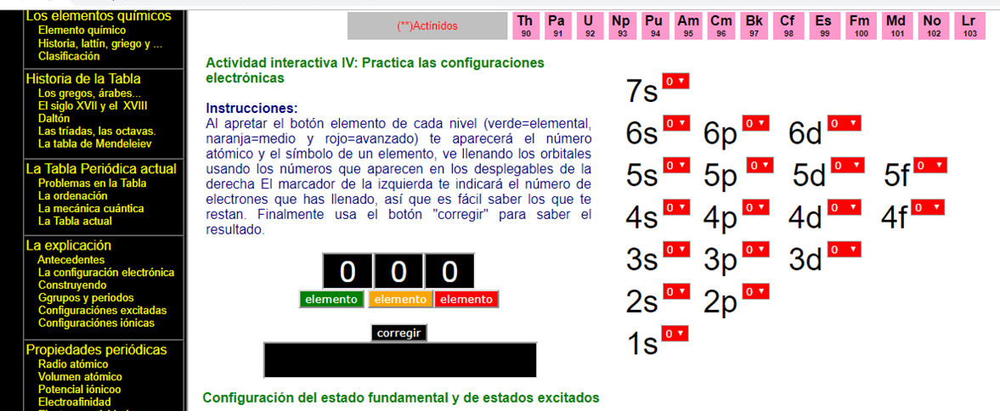 Los elementos químicos
Elemento químico
Historia, lattín, griego y ...
Clasificación
Historia de la Tabla
Los gregos, árabes...
El siglo XVII y el XVIII
Daltón
Las tríadas, las octavas.
La tabla de Mendeleiev
La Tabla Periódica actual
Problemas en la Tabla
La ordenación
La mecánica cuántica
La Tabla actual
La explicación
Antecedentes
La configuración electrónica
Construyendo
Ggrupos y periodos
Configuraciónes excitadas
Configuraciónes iónicas
Propiedades periódicas
Radio atómico
Volumen atómico
Potencial iónicoo
Electroafinidad
(**)Actínidos
Th Pa U Np Pu Am Cm Bk Cf Es Fm Md No Lr
90 91 92 93 94 95 96 97 98 99 100 101 102 103
Actividad interactiva IV: Practica las configuraciones
electrónicas
Instrucciones:
Al apretar el botón elemento de cada nivel (verde=elemental,
naranja=medio y rojo=avanzado) te aparecerá el número
atómico y el símbolo de un elemento, ve llenando los orbitales
usando los números que aparecen en los desplegables de la
derecha El marcador de la izquierda te indicará el número de
electrones que has llenado, así que es fácil saber los que te
restan. Finalmente usa el botón "corregir" para saber el
resultado.
0 0 0
elemento elemento elemento
corregir
7s 0
6s 0 6p 0 6d 0
5s 0 5p 0 5d 0 5f 0
4s 0 4p 0 4d 0 4f 0
3s 0 3p 0 3d 0
2s 0 2p 0
1s 0
Configuración del estado fundamental y de estados excitados